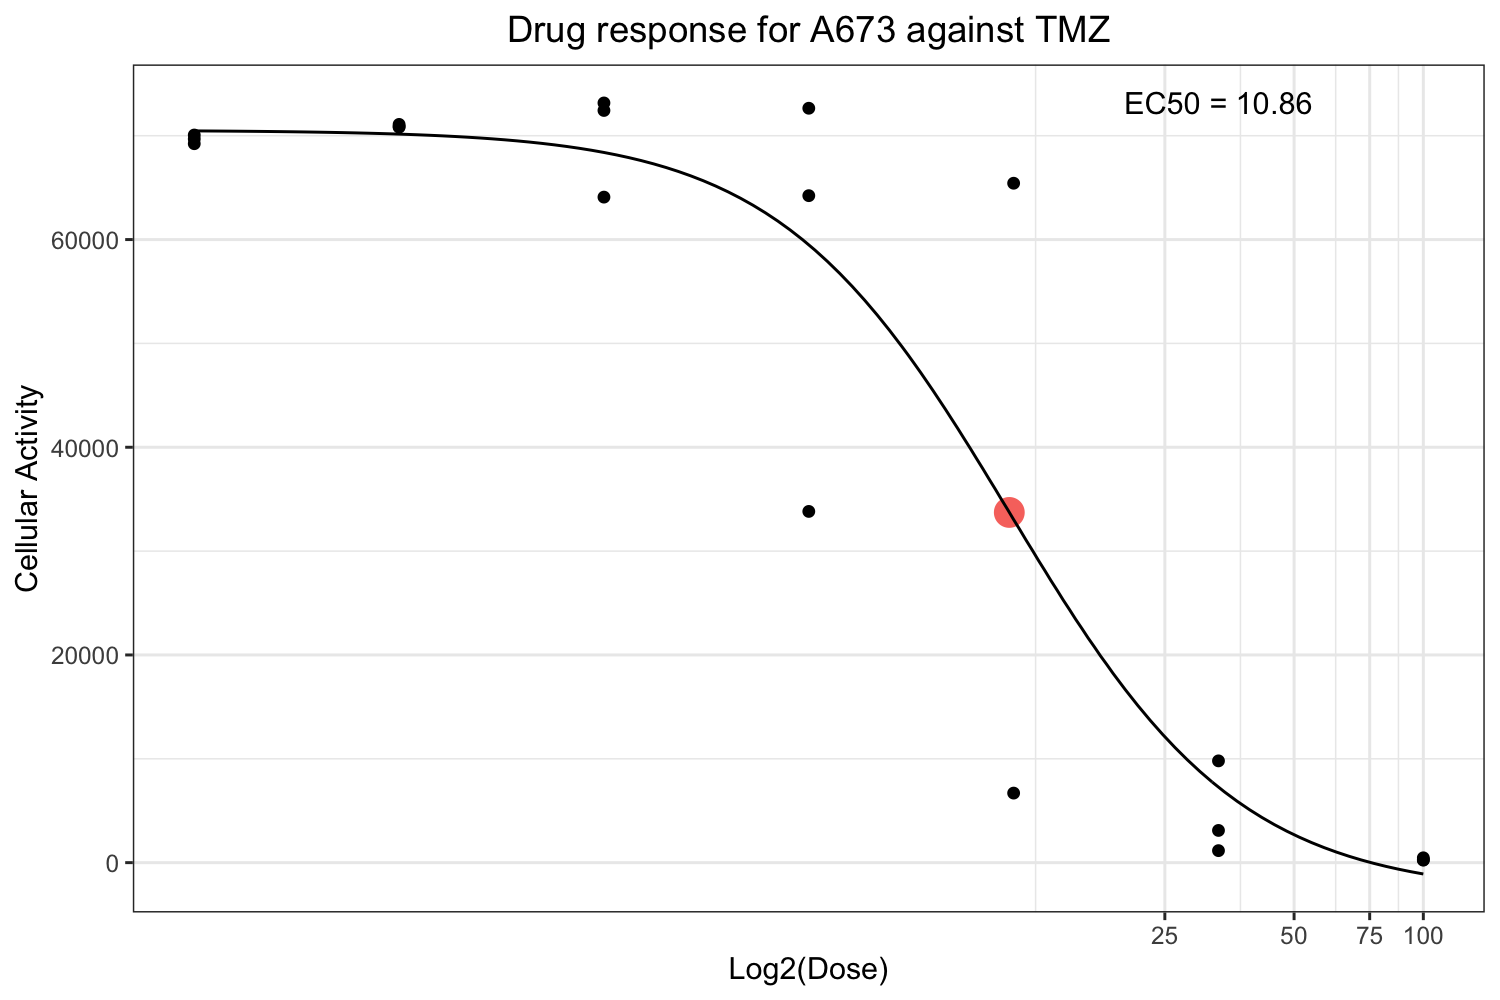 Drug response for A673 against TMZ
EC50 = 10.86
Cellular Activity
60000
40000
20000
0
25 50 75 100
Log2(Dose)